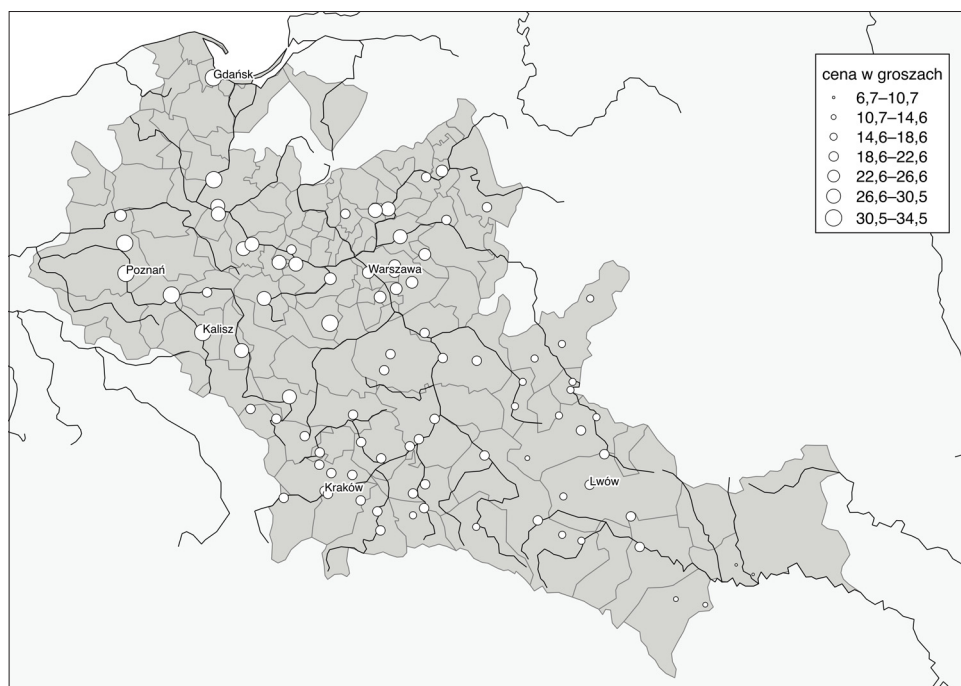 Gdańsk
cena w groszach
6,7–10,7
10,7–14,6
14,6–18,6
18,6–22,6
22,6–26,6
26,6–30,5
30,5–34,5
Poznań
Warszawa
Kalisz
Kraków
Lwów